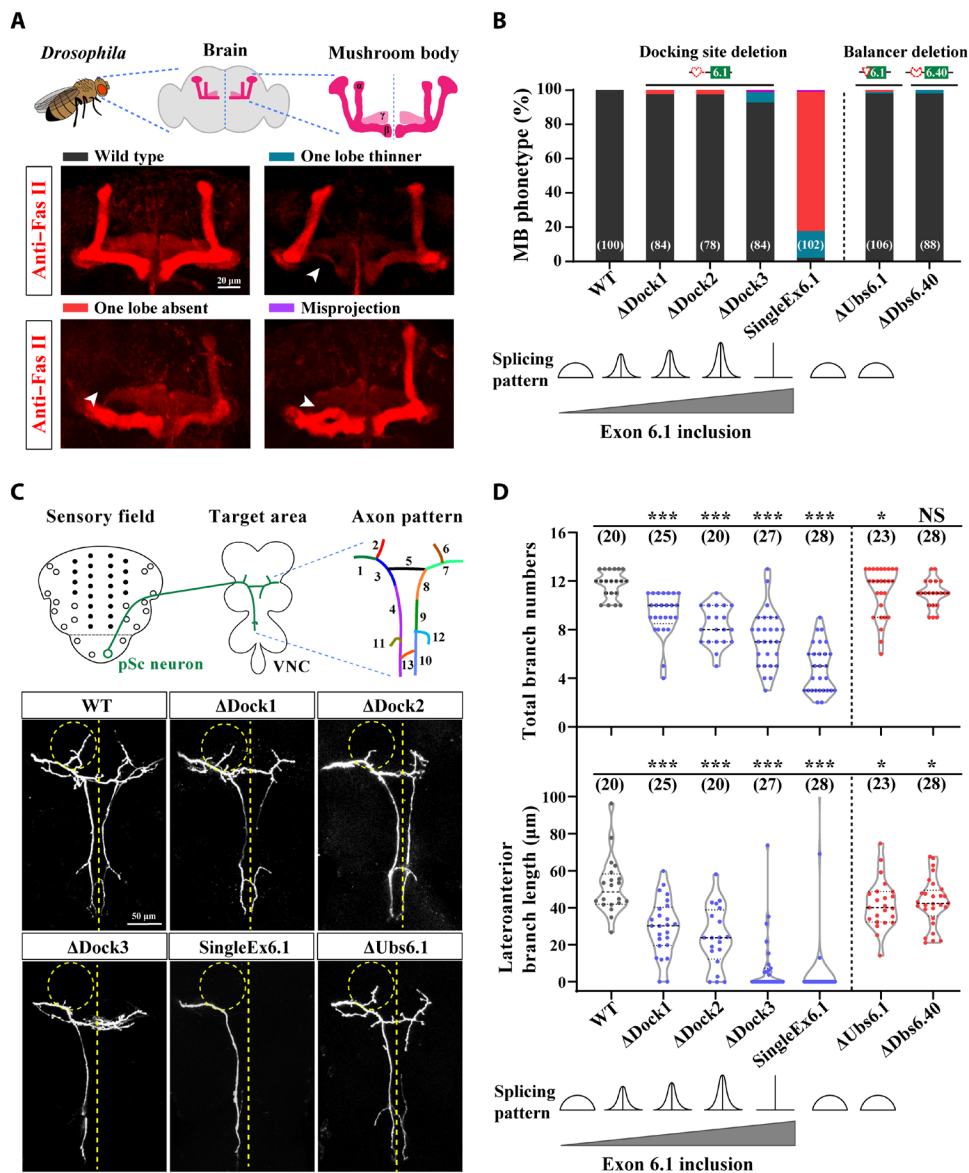 A
Drosophila
Brain
Mushroom body
α
γ
β
Wild type
One lobe thinner
Anti–Fas II
20 μm
One lobe absent
Misprojection
Anti–Fas II
B
Docking site deletion
Balancer deletion
6.1
6.1
6.40
MB phonetype (%)
100
80
60
40
20
0
(100)
(84)
(78)
(84)
(102)
(106)
(88)
WT
ΔDock1
ΔDock2
ΔDock3
SingleEx6.1
ΔUbs6.1
ΔDbs6.40
Splicing
pattern
Exon 6.1 inclusion
C
Sensory field
Target area
Axon pattern
pSc neuron
VNC
1
2
3
4
5
6
7
8
9
10
11
12
13
WT
ΔDock1
ΔDock2
50 μm
ΔDock3
SingleEx6.1
ΔUbs6.1
D
*** *** *** *** * NS
(20) (25) (20) (27) (28) (23) (28)
Total branch numbers
16
12
8
4
0
*** *** *** *** * *
(20) (25) (20) (27) (28) (23) (28)
Lateroanterior
branch length (μm)
100
80
60
40
20
0
WT
ΔDock1
ΔDock2
ΔDock3
SingleEx6.1
ΔUbs6.1
ΔDbs6.40
Splicing
pattern
Exon 6.1 inclusion